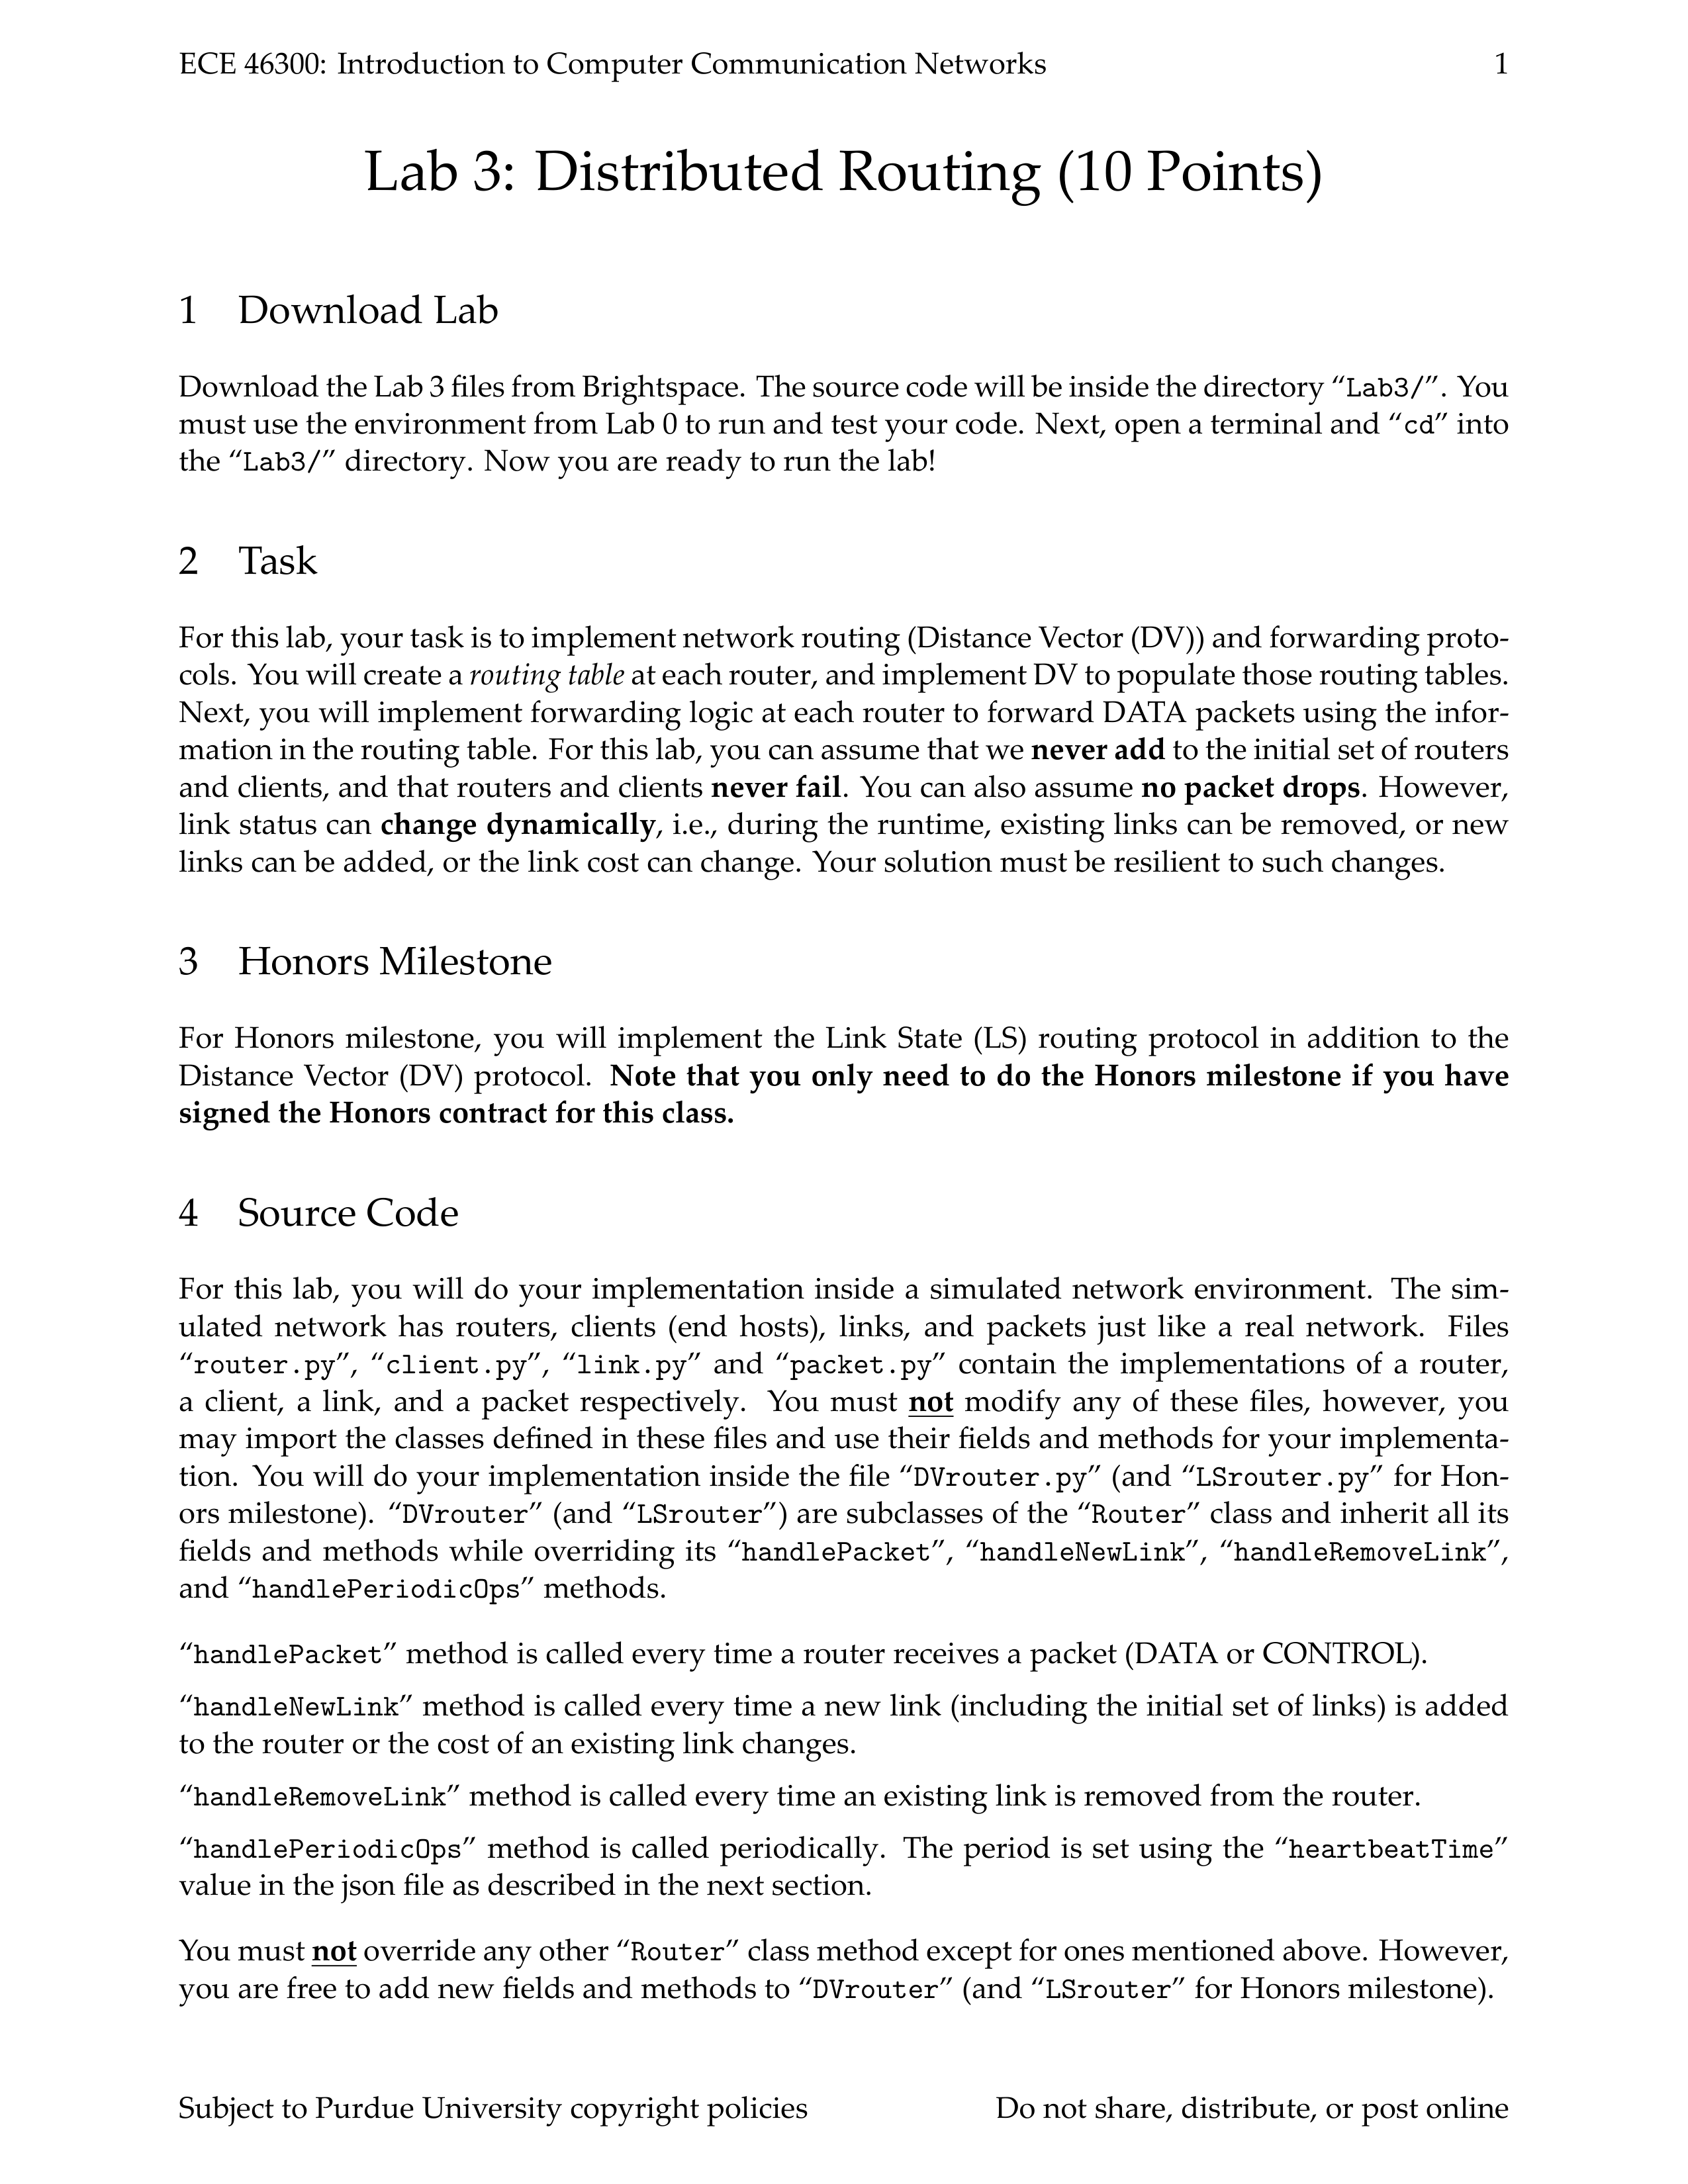 ECE 46300: Introduction to Computer Communication Networks 1
Lab 3: Distributed Routing (10 Points)
1 Download Lab
Download the Lab 3 files from Brightspace. The source code will be inside the directory “Lab3/”. You
must use the environment from Lab 0 to run and test your code. Next, open a terminal and “cd” into
the “Lab3/” directory. Now you are ready to run the lab!
2 Task
For this lab, your task is to implement network routing (Distance Vector (DV)) and forwarding proto-
cols. You will create a routing table at each router, and implement DV to populate those routing tables.
Next, you will implement forwarding logic at each router to forward DATA packets using the infor-
mation in the routing table. For this lab, you can assume that we never add to the initial set of routers
and clients, and that routers and clients never fail. You can also assume no packet drops. However,
link status can change dynamically, i.e., during the runtime, existing links can be removed, or new
links can be added, or the link cost can change. Your solution must be resilient to such changes.
3 Honors Milestone
For Honors milestone, you will implement the Link State (LS) routing protocol in addition to the
Distance Vector (DV) protocol. Note that you only need to do the Honors milestone if you have
signed the Honors contract for this class.
4 Source Code
For this lab, you will do your implementation inside a simulated network environment. The sim-
ulated network has routers, clients (end hosts), links, and packets just like a real network. Files
“router.py”, “client.py”, “link.py” and “packet.py” contain the implementations of a router,
a client, a link, and a packet respectively. You must not modify any of these files, however, you
may import the classes defined in these files and use their fields and methods for your implementa-
tion. You will do your implementation inside the file “DVrouter.py” (and “LSrouter.py” for Hon-
ors milestone). “DVrouter” (and “LSrouter”) are subclasses of the “Router” class and inherit all its
fields and methods while overriding its “handlePacket”, “handleNewLink”, “handleRemoveLink”,
and “handlePeriodicOps” methods.
“handlePacket” method is called every time a router receives a packet (DATA or CONTROL).
“handleNewLink” method is called every time a new link (including the initial set of links) is added
to the router or the cost of an existing link changes.
“handleRemoveLink” method is called every time an existing link is removed from the router.
“handlePeriodicOps” method is called periodically. The period is set using the “heartbeatTime”
value in the json file as described in the next section.
You must not override any other “Router” class method except for ones mentioned above. However,
you are free to add new fields and methods to “DVrouter” (and “LSrouter” for Honors milestone).
Subject to Purdue University copyright policies Do not share, distribute, or post online